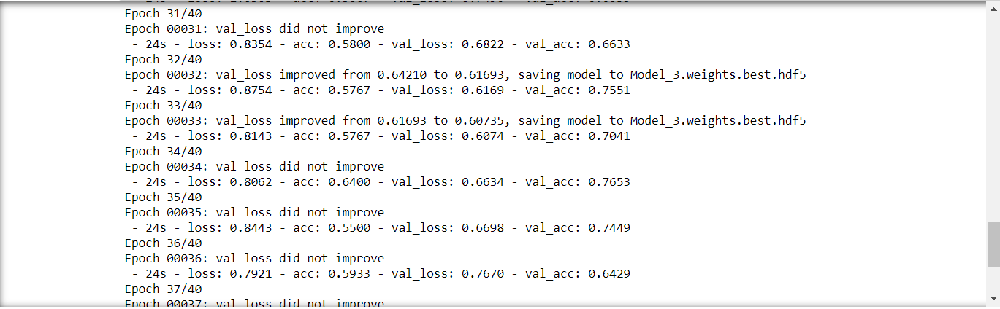 Epoch 31/40
Epoch 00031: val_loss did not improve
- 24s - loss: 0.8354 - acc: 0.5800 - val_loss: 0.6822 - val_acc: 0.6633
Epoch 32/40
Epoch 00032: val_loss improved from 0.64210 to 0.61693, saving model to Model_3.weights.best.hdf5
- 24s - loss: 0.8754 - acc: 0.5767 - val_loss: 0.6169 - val_acc: 0.7551
Epoch 33/40
Epoch 00033: val_loss improved from 0.61693 to 0.60735, saving model to Model_3.weights.best.hdf5
- 24s - loss: 0.8143 - acc: 0.5767 - val_loss: 0.6074 - val_acc: 0.7041
Epoch 34/40
Epoch 00034: val_loss did not improve
- 24s - loss: 0.8062 - acc: 0.6400 - val_loss: 0.6634 - val_acc: 0.7653
Epoch 35/40
Epoch 00035: val_loss did not improve
- 24s - loss: 0.8443 - acc: 0.5500 - val_loss: 0.6698 - val_acc: 0.7449
Epoch 36/40
Epoch 00036: val_loss did not improve
- 24s - loss: 0.7921 - acc: 0.5933 - val_loss: 0.7670 - val_acc: 0.6429
Epoch 37/40
Epoch 00037: val_loss did not improve